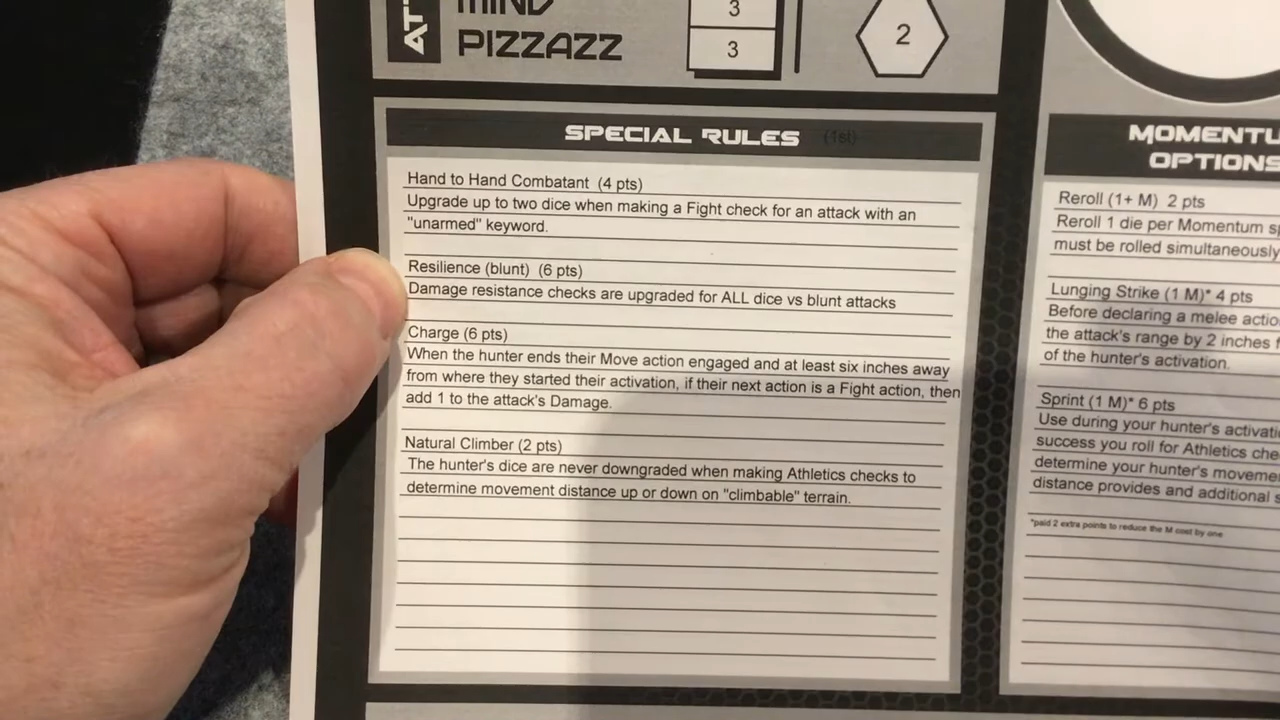 MIND
3
PIZZAZZ
3
2
SPECIAL RULES (1st)
Hand to Hand Combatant (4 pts)
Upgrade up to two dice when making a Fight check for an attack with an
"unarmed" keyword.
Resilience (blunt) (6 pts)
Damage resistance checks are upgraded for ALL dice vs blunt attacks
Charge (6 pts)
When the hunter ends their Move action engaged and at least six inches away
from where they started their activation, if their next action is a Fight action, then
add 1 to the attack's Damage.
Natural Climber (2 pts)
The hunter's dice are never downgraded when making Athletics checks to
determine movement distance up or down on "climbable" terrain.
MOMENTU
OPTIONS
Reroll (1+ M) 2 pts
Reroll 1 die per Momentum sp
must be rolled simultaneously
Lunging Strike (1 M)* 4 pts
Before declaring a melee actio
the attack's range by 2 inches f
of the hunter's activation.
Sprint (1 M)* 6 pts
Use during your hunter's activati
success you roll for Athletics che
determine your hunter's moveme
distance provides and additional s
*paid 2 extra points to reduce the M cost by one